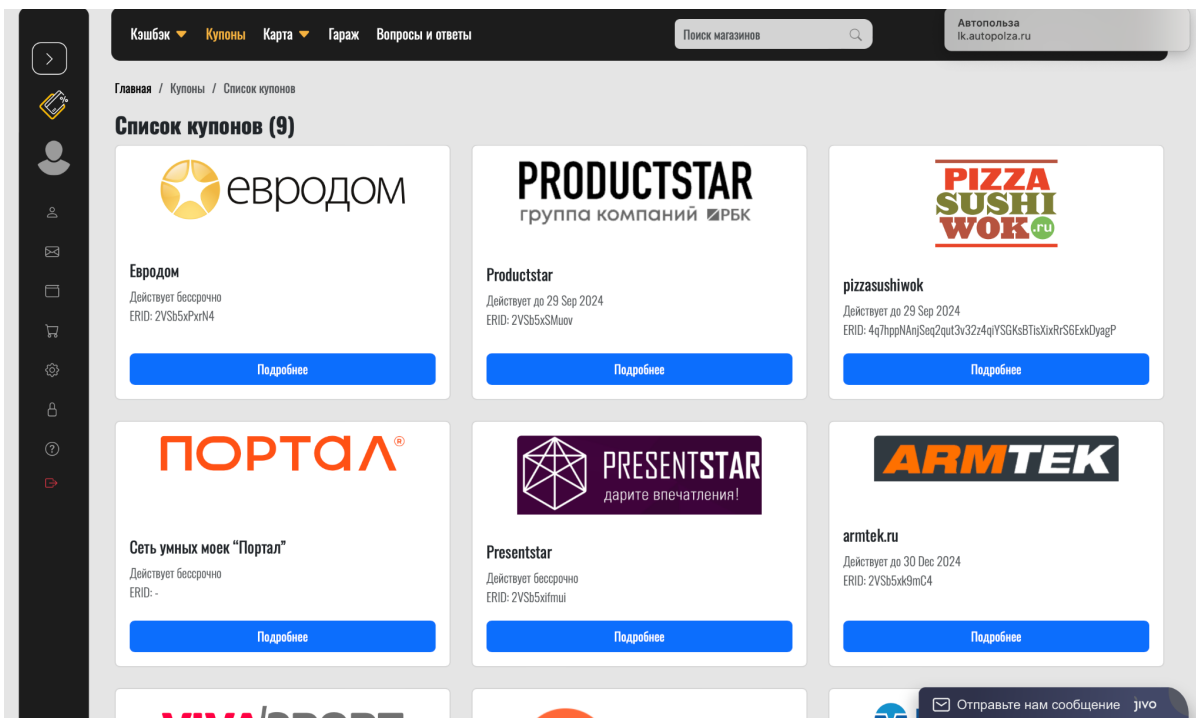 Кэшбэк Купоны Карта Гараж Вопросы и ответы
Поиск магазинов
Автопольза
lk.autopolza.ru
Главная / Купоны / Список купонов
Список купонов (9)
евродом
Евродом
Действует бессрочно
ERID: 2VSb5xPxrN4
Подробнее
PRODUCTSTAR
группа компаний РБК
Productstar
Действует до 29 Sep 2024
ERID: 2VSb5xSMuov
Подробнее
PIZZA
SUSHI
WOK.ru
pizzasushiwok
Действует до 29 Sep 2024
ERID: 4q7hppNAnjSeq2qut3v32z4qiYSGKsBTisXixRrS6ExkDyagP
Подробнее
ПОРТАЛ®
Сеть умных моек “Портал”
Действует бессрочно
ERID: -
Подробнее
PRESENTSTAR
дарите впечатления!
Presentstar
Действует бессрочно
ERID: 2VSb5xifmui
Подробнее
ARMTEK
armtek.ru
Действует до 30 Dec 2024
ERID: 2VSb5xk9mC4
Подробнее
VIVA/SPORT
Отправьте нам сообщение jivo